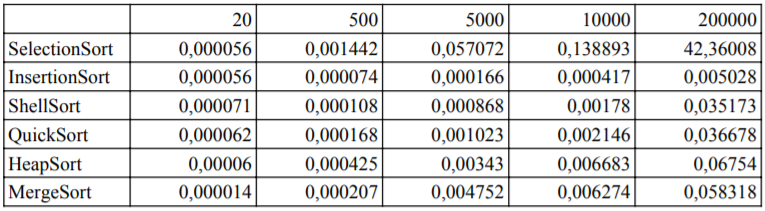 20 500 5000 10000 200000
SelectionSort 0,000056 0,001442 0,057072 0,138893 42,36008
InsertionSort 0,000056 0,000074 0,000166 0,000417 0,005028
ShellSort 0,000071 0,000108 0,000868 0,00178 0,035173
QuickSort 0,000062 0,000168 0,001023 0,002146 0,036678
HeapSort 0,00006 0,000425 0,00343 0,006683 0,06754
MergeSort 0,000014 0,000207 0,004752 0,006274 0,058318